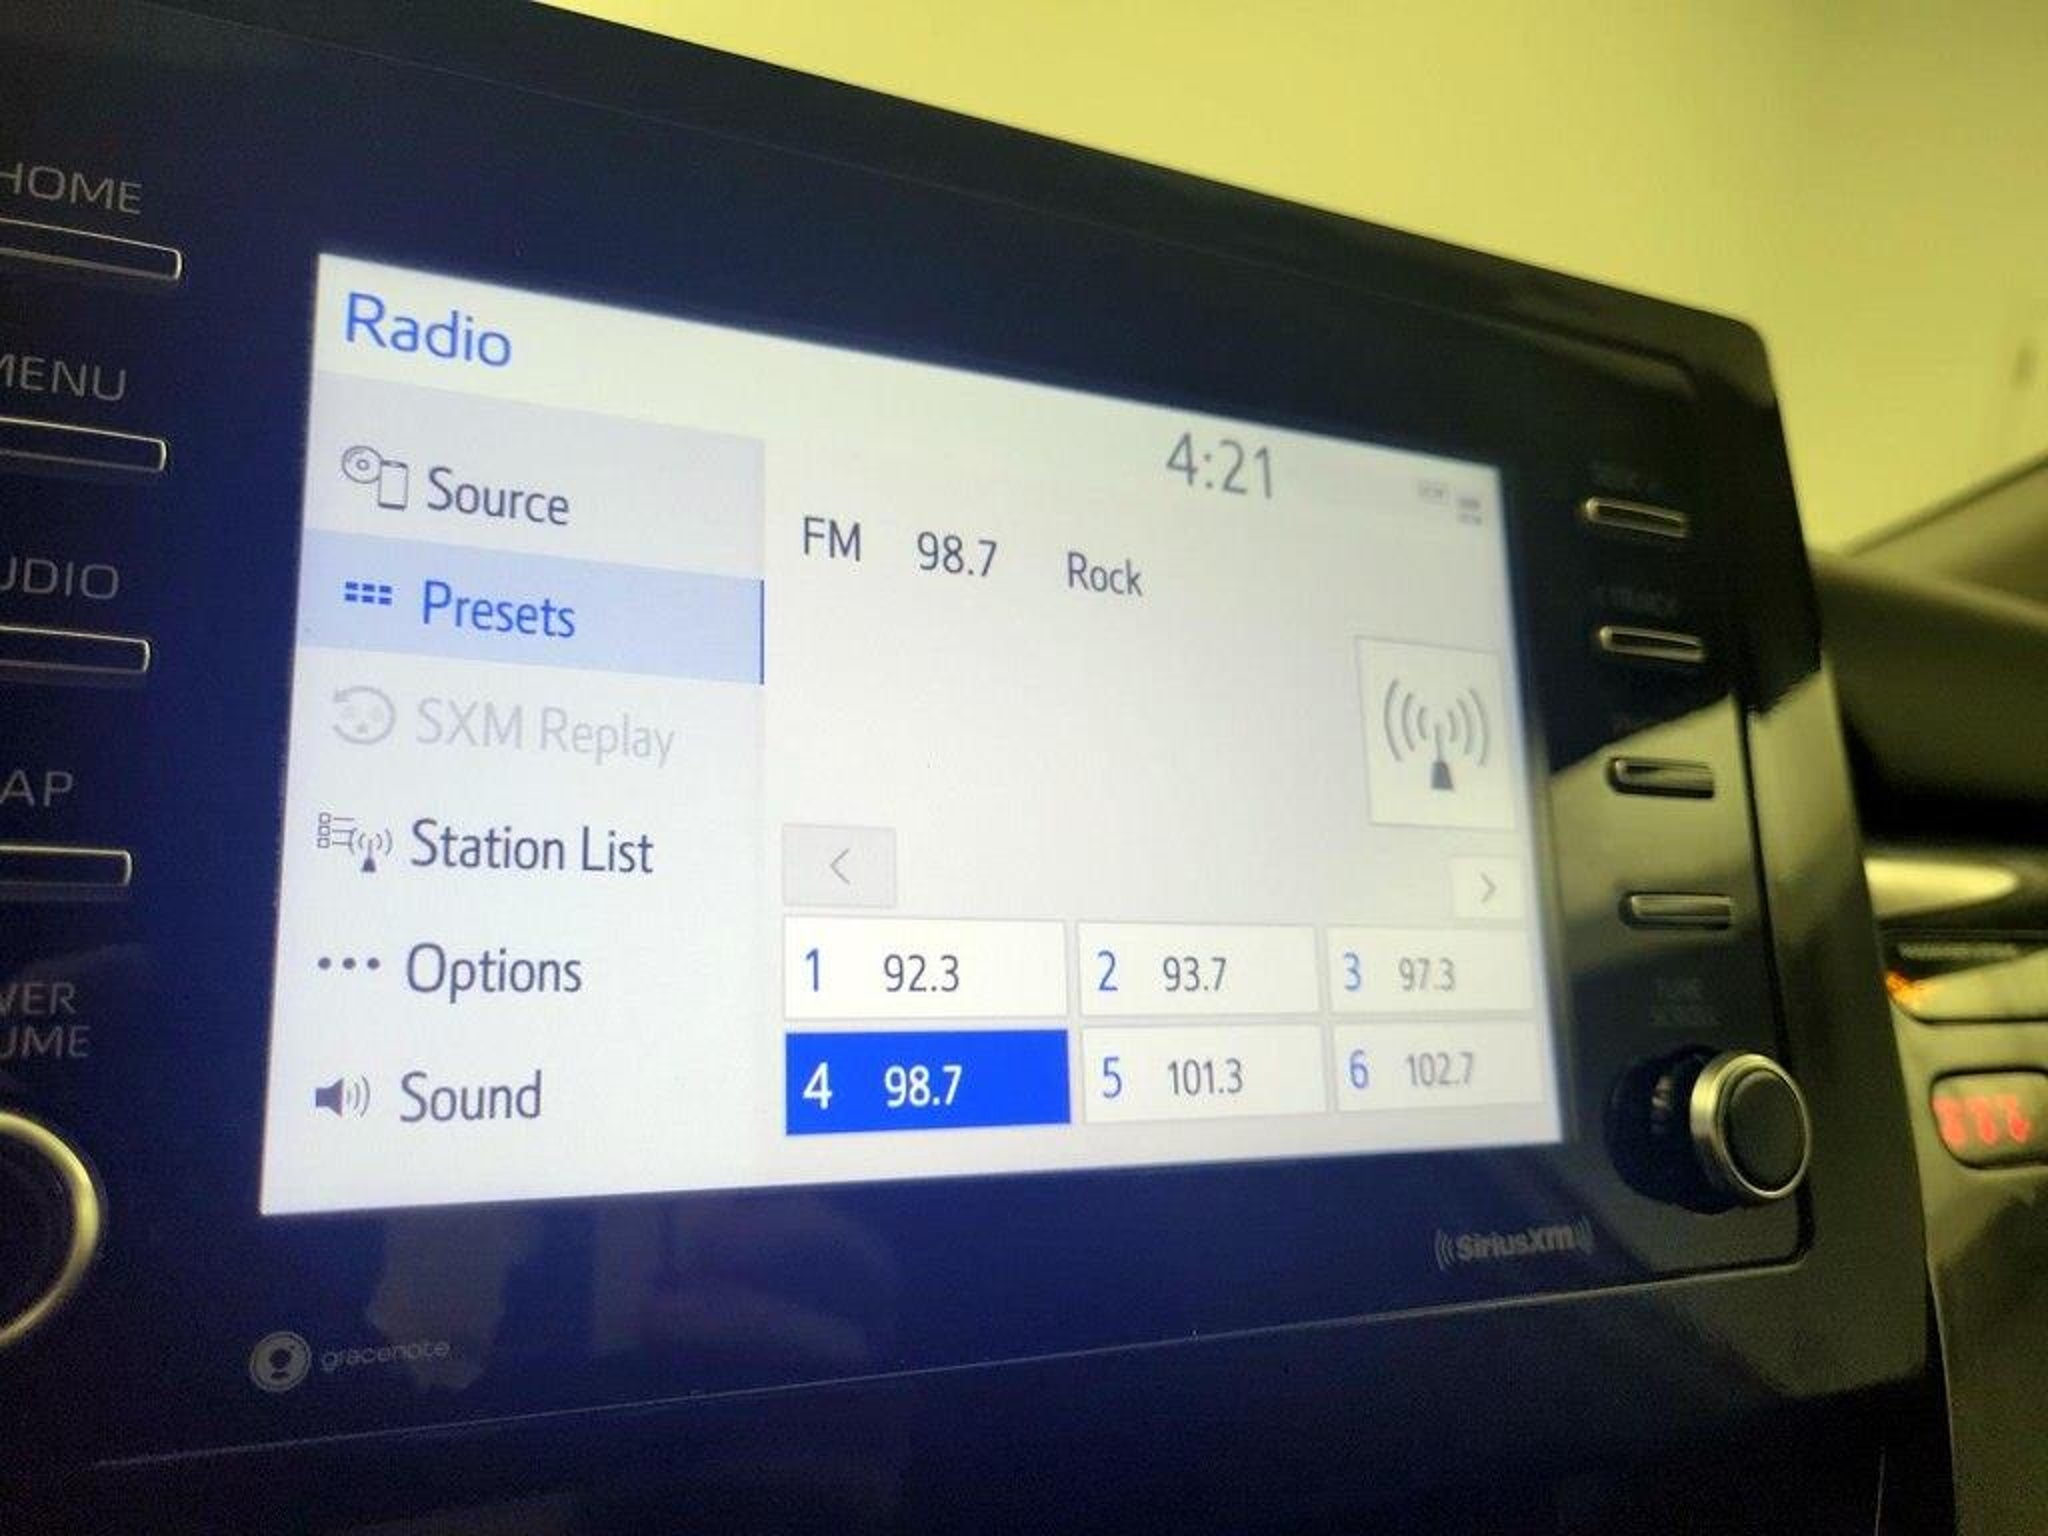 HOME
MENU
UDIO
AP
WER
UME
Radio
4:21
Source
Presets
SXM Replay
Station List
Options
Sound
FM 98.7 Rock
<
>
1 92.3
2 93.7
3 97.3
4 98.7
5 101.3
6 102.7
SiriusXM
gracenote